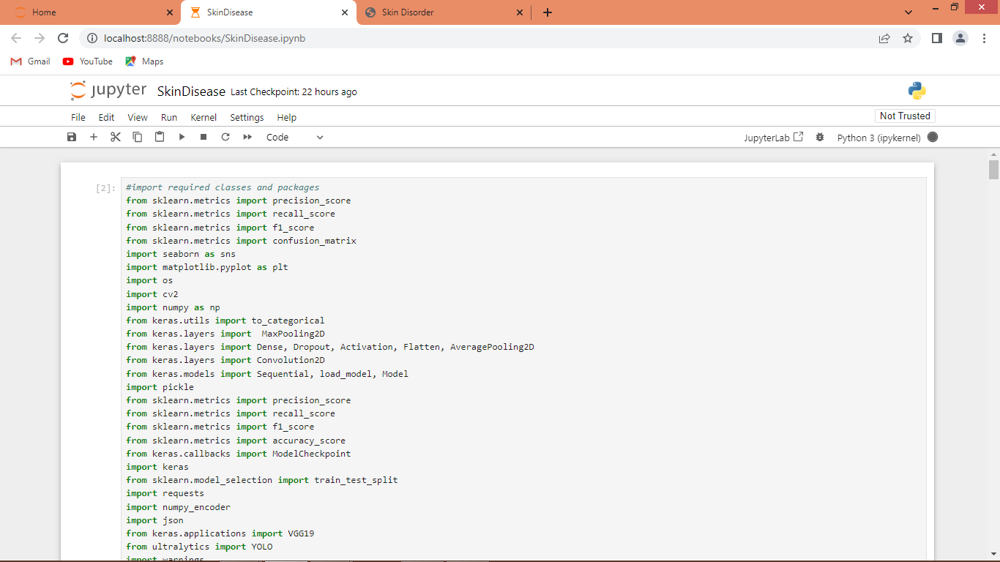 Home
SkinDisease
Skin Disorder
localhost:8888/notebooks/SkinDisease.ipynb
Gmail
YouTube
Maps
jupyter SkinDisease Last Checkpoint: 22 hours ago
File Edit View Run Kernel Settings Help
Not Trusted
Code
JupyterLab
Python 3 (ipykernel)
[2]:
#import required classes and packages
from sklearn.metrics import precision_score
from sklearn.metrics import recall_score
from sklearn.metrics import f1_score
from sklearn.metrics import confusion_matrix
import seaborn as sns
import matplotlib.pyplot as plt
import os
import cv2
import numpy as np
from keras.utils import to_categorical
from keras.layers import  MaxPooling2D
from keras.layers import Dense, Dropout, Activation, Flatten, AveragePooling2D
from keras.layers import Convolution2D
from keras.models import Sequential, load_model, Model
import pickle
from sklearn.metrics import precision_score
from sklearn.metrics import recall_score
from sklearn.metrics import f1_score
from sklearn.metrics import accuracy_score
from keras.callbacks import ModelCheckpoint
import keras
from sklearn.model_selection import train_test_split
import requests
import numpy_encoder
import json
from keras.applications import VGG19
from ultralytics import YOLO
import warnings